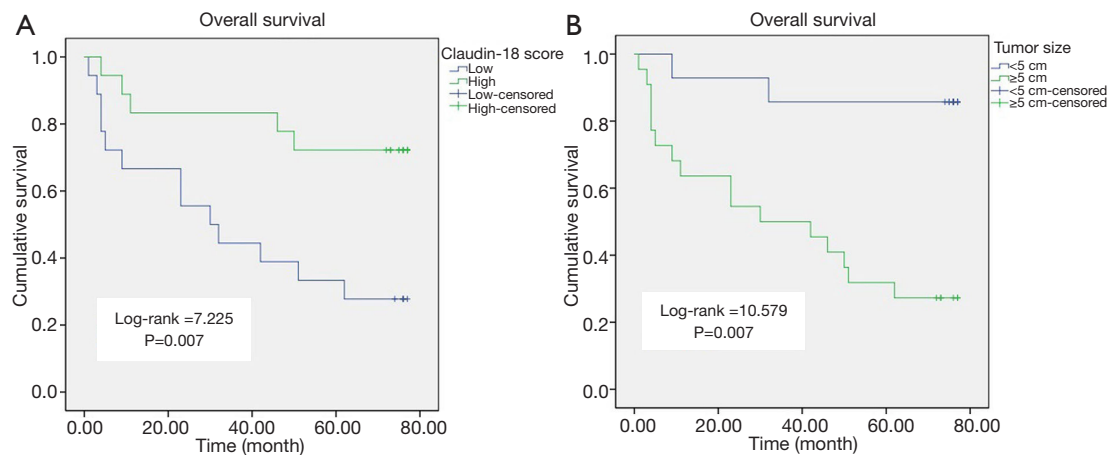 A
Overall survival
Cumulative survival
1.0
0.8
0.6
0.4
0.2
0.0
Log-rank =7.225
P=0.007
0.00 20.00 40.00 60.00 80.00
Time (month)
Claudin-18 score
Low
High
Low-censored
High-censored
B
Overall survival
Cumulative survival
1.0
0.8
0.6
0.4
0.2
0.0
Log-rank =10.579
P=0.007
0.00 20.00 40.00 60.00 80.00
Time (month)
Tumor size
<5 cm
≥5 cm
<5 cm-censored
≥5 cm-censored